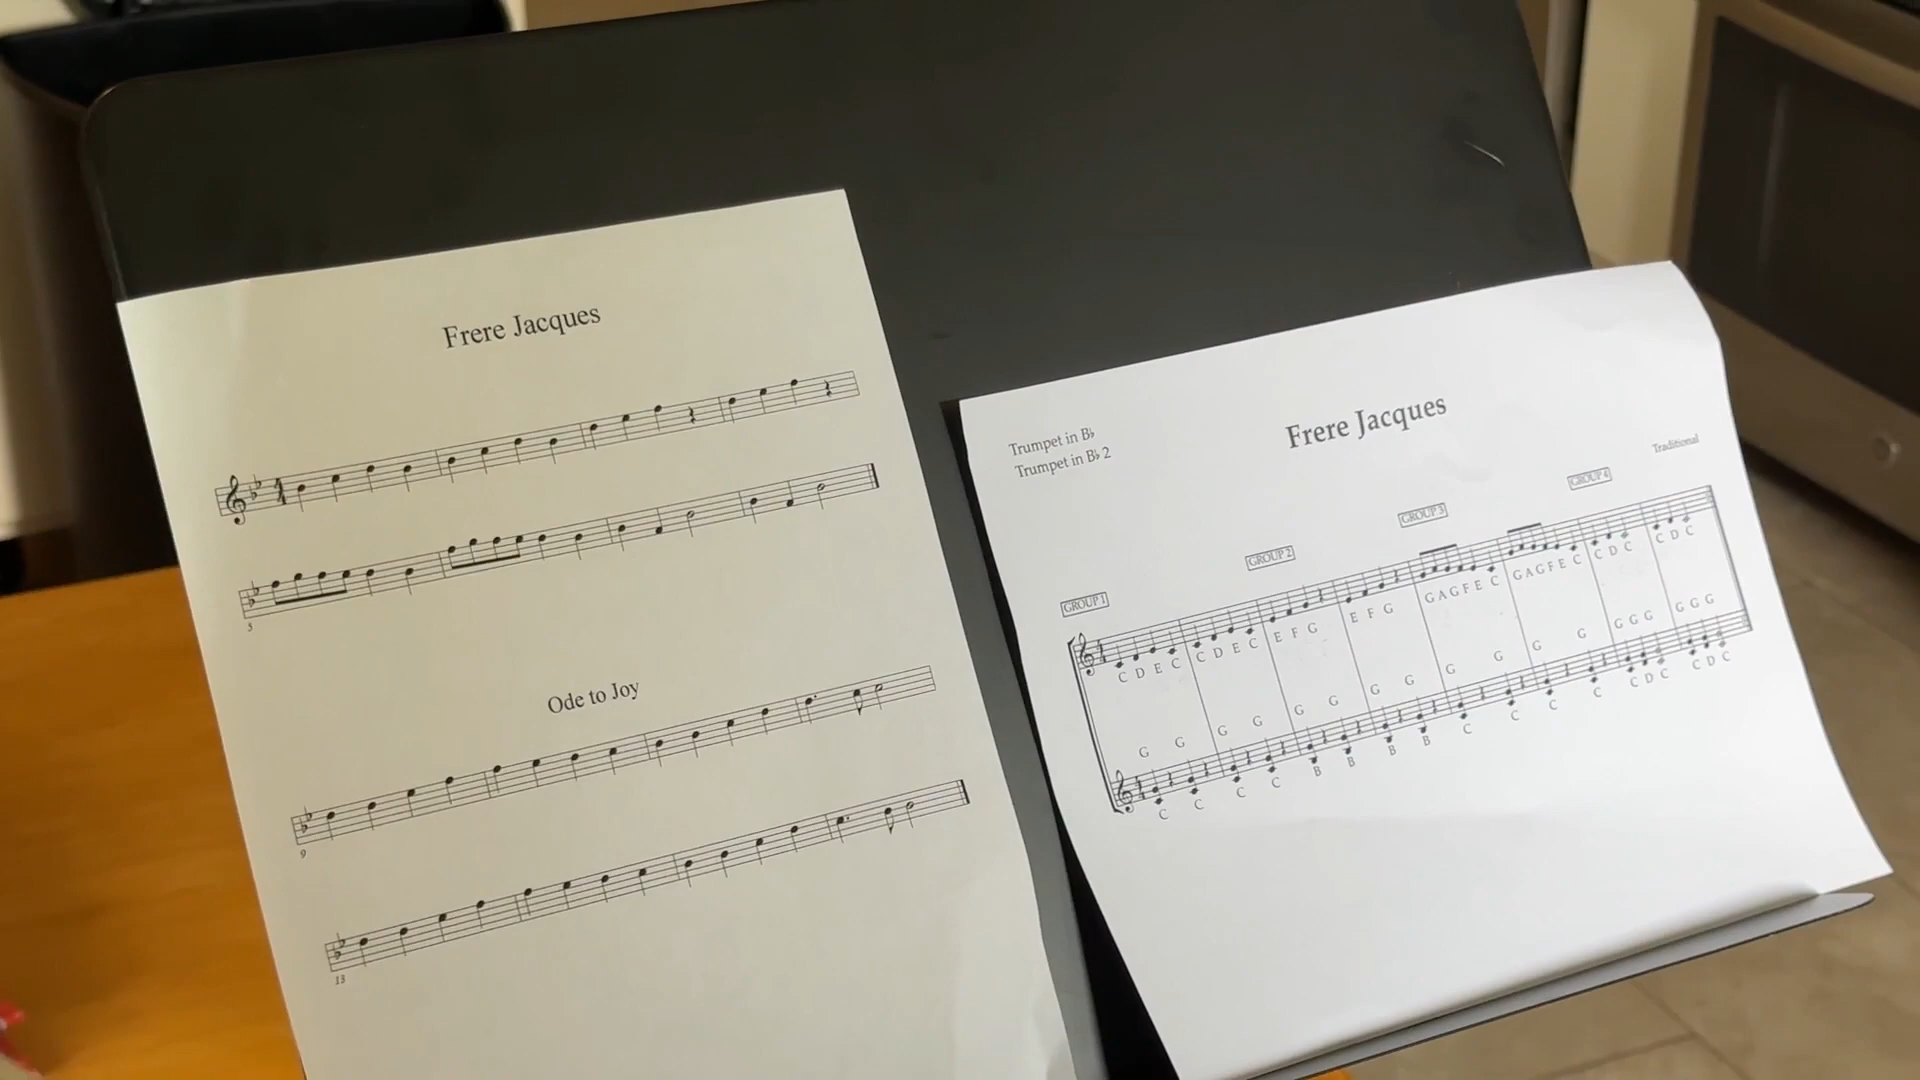 Frere Jacques
5
Ode to Joy
9
13
Trumpet in B♭
Trumpet in B♭ 2
Frere Jacques
Traditional
GROUP 1
GROUP 2
GROUP 3
GROUP 4
C D E C C D E C E F G E F G G A G F E C G A G F E C C D C C D C
G G G G G G G G G G G G G G G G G G
C C C C B B B B C C C C C D C C D C